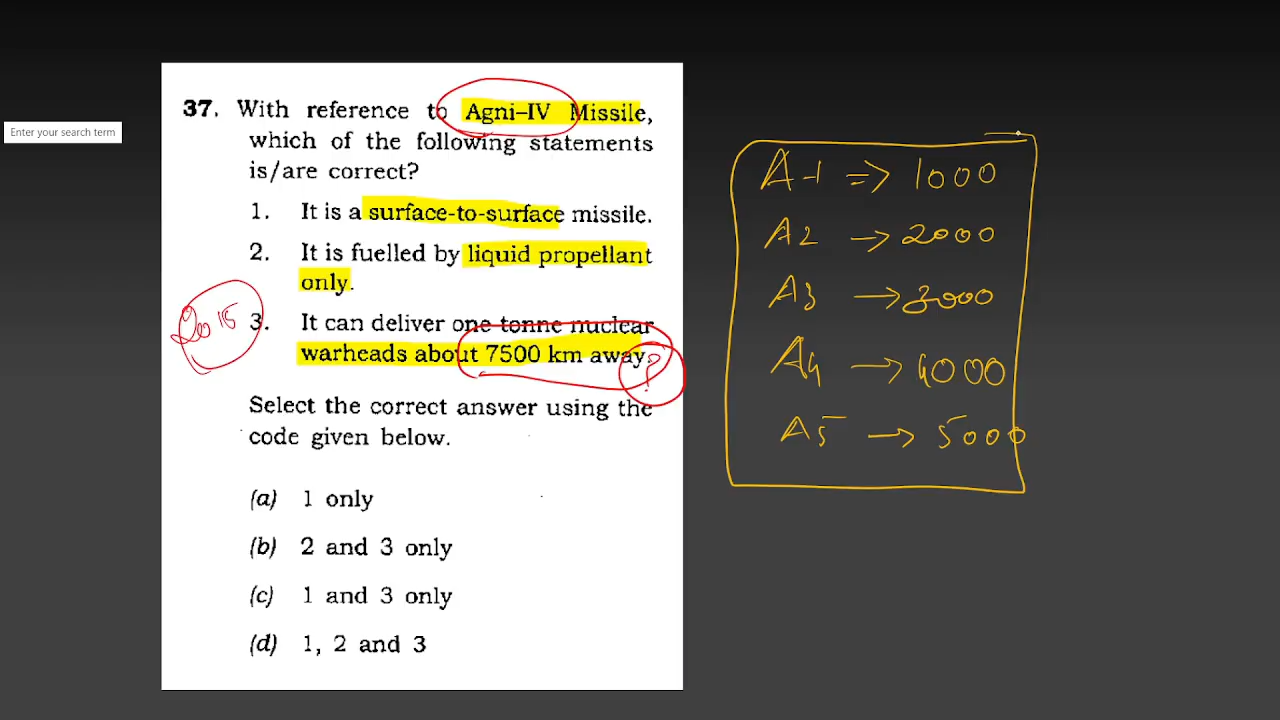 Enter your search term
37. With reference to Agni–IV Missile,
which of the following statements
is/are correct?
1. It is a surface-to-surface missile.
2. It is fuelled by liquid propellant
only.
3. It can deliver one tonne nuclear
warheads about 7500 km away.
?
Select the correct answer using the
code given below.
(a) 1 only
(b) 2 and 3 only
(c) 1 and 3 only
(d) 1, 2 and 3
A-1 => 1000
A2 -> 2000
A3 -> 3000
A4 -> 4000
A5 -> 5000